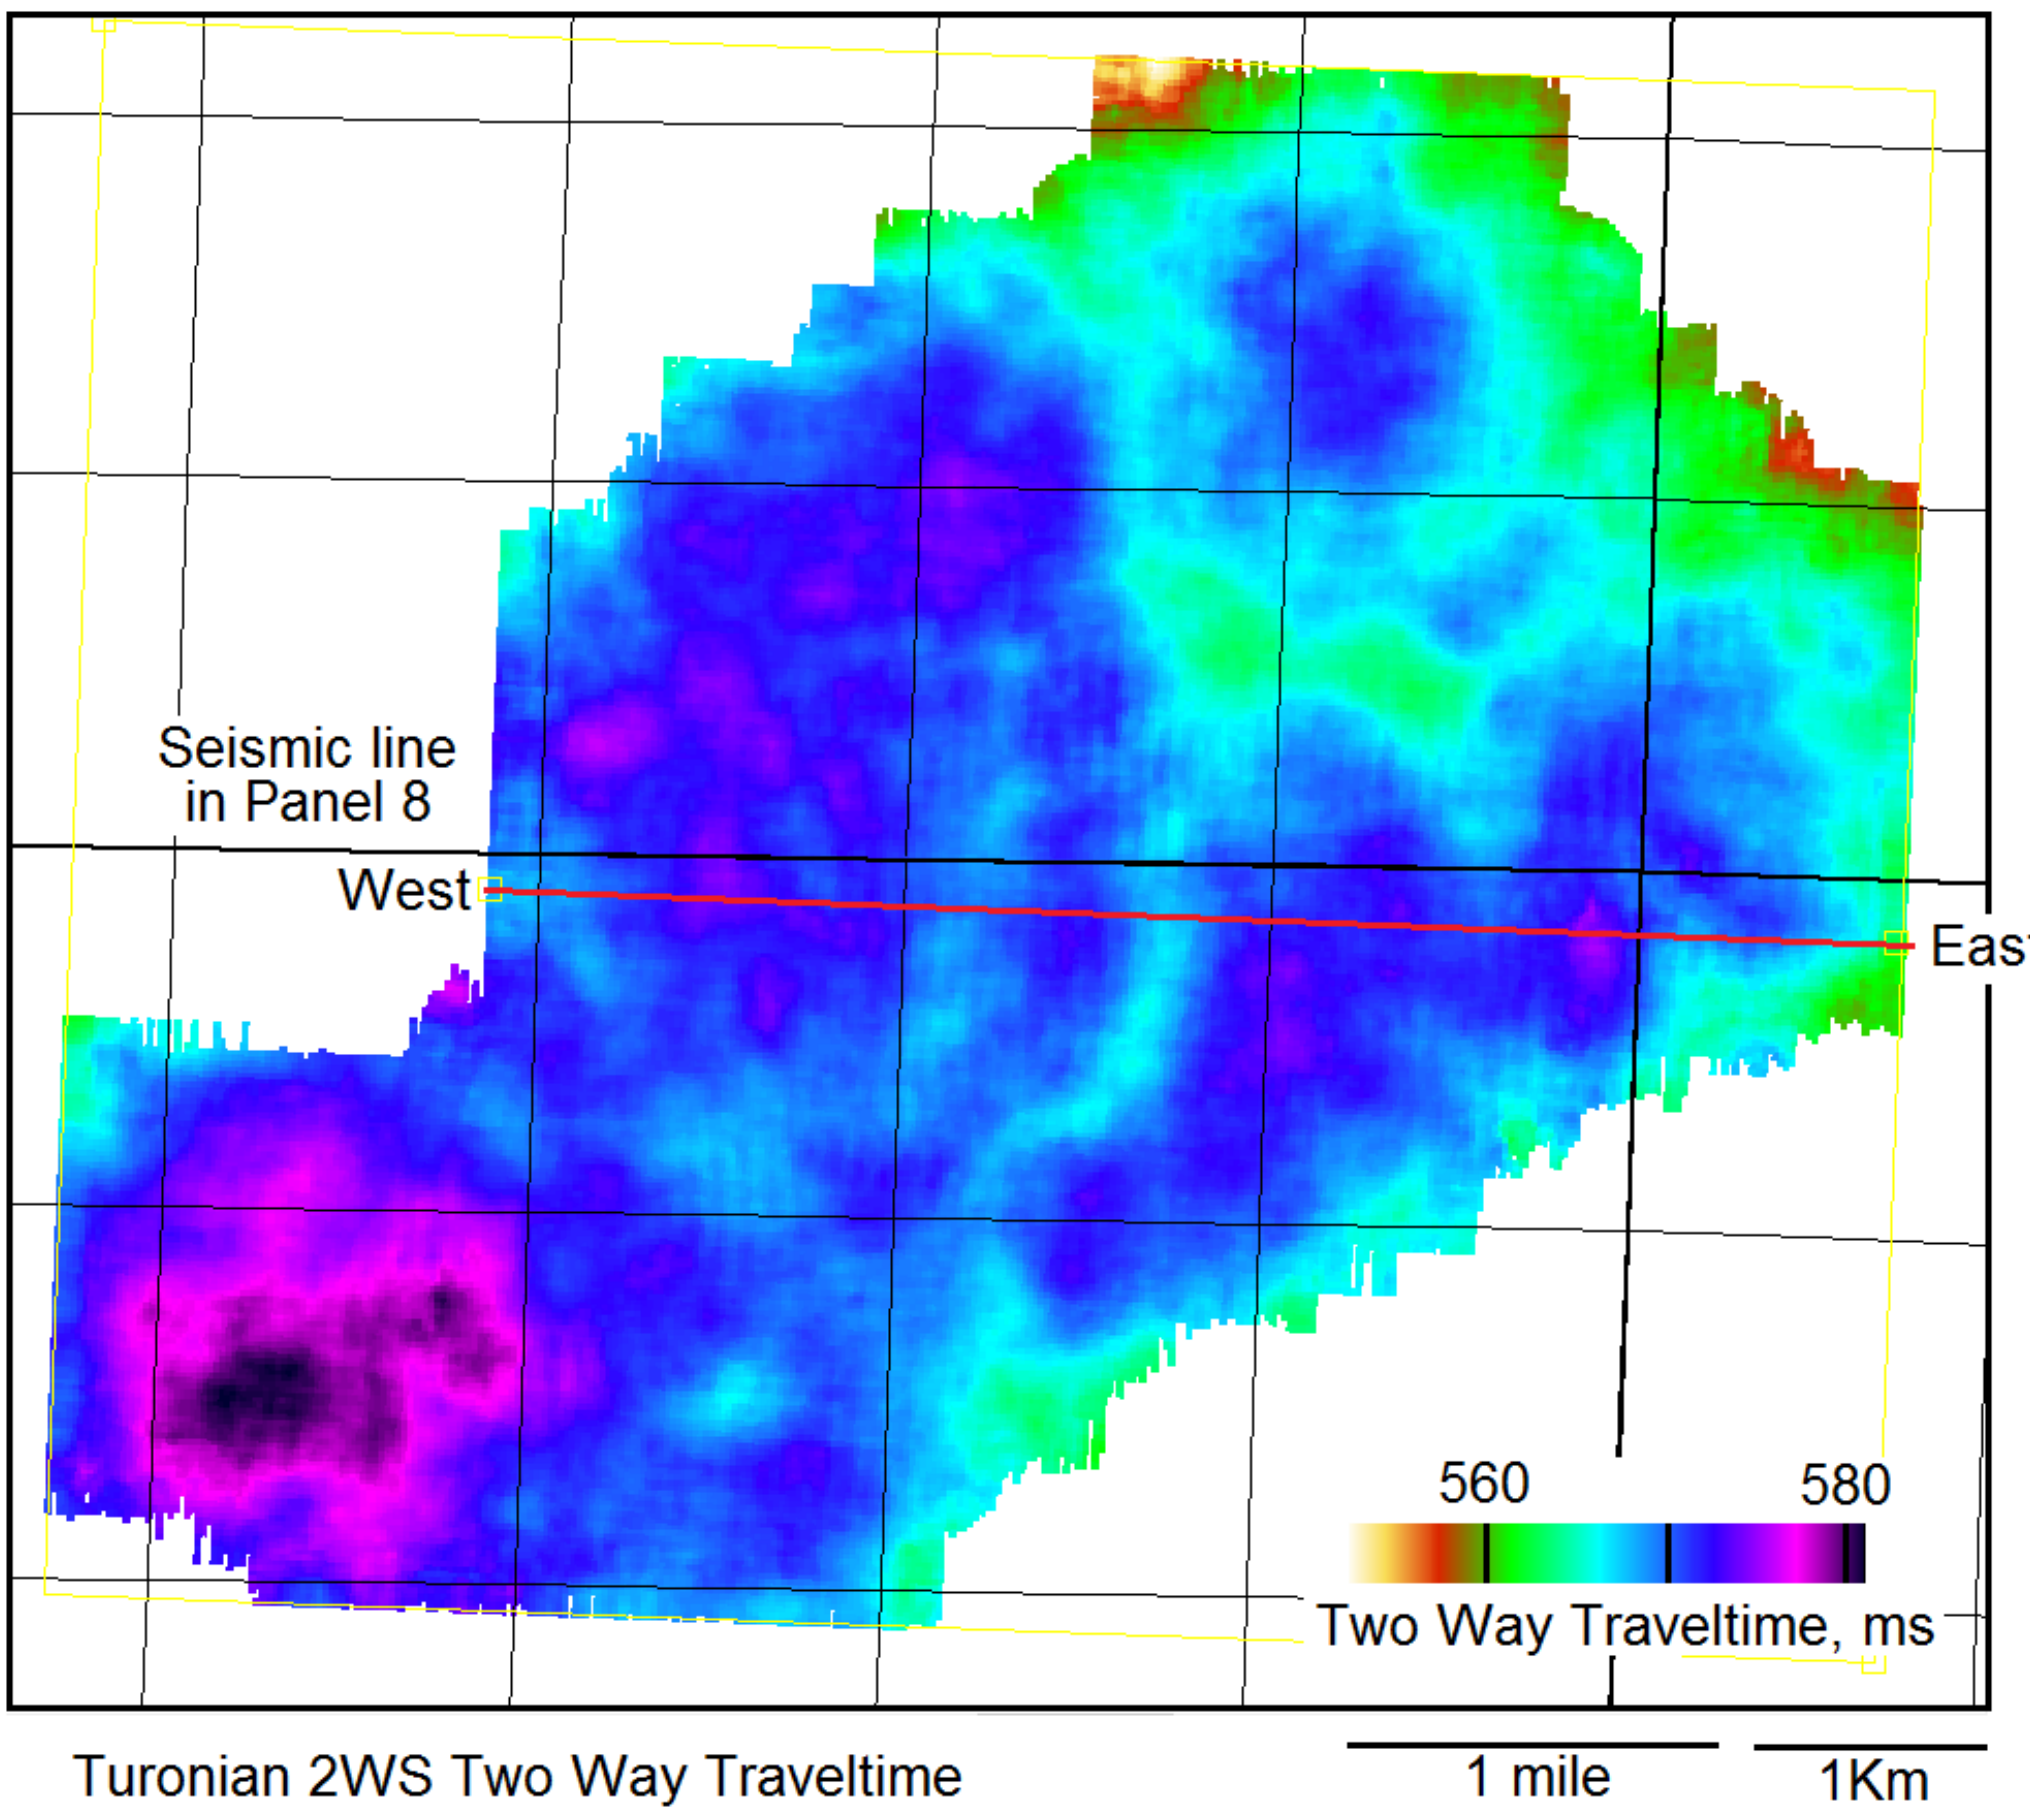 Seismic line
in Panel 8
West
Eas
560 580
Two Way Traveltime, ms
Turonian 2WS Two Way Traveltime
1 mile
1Km